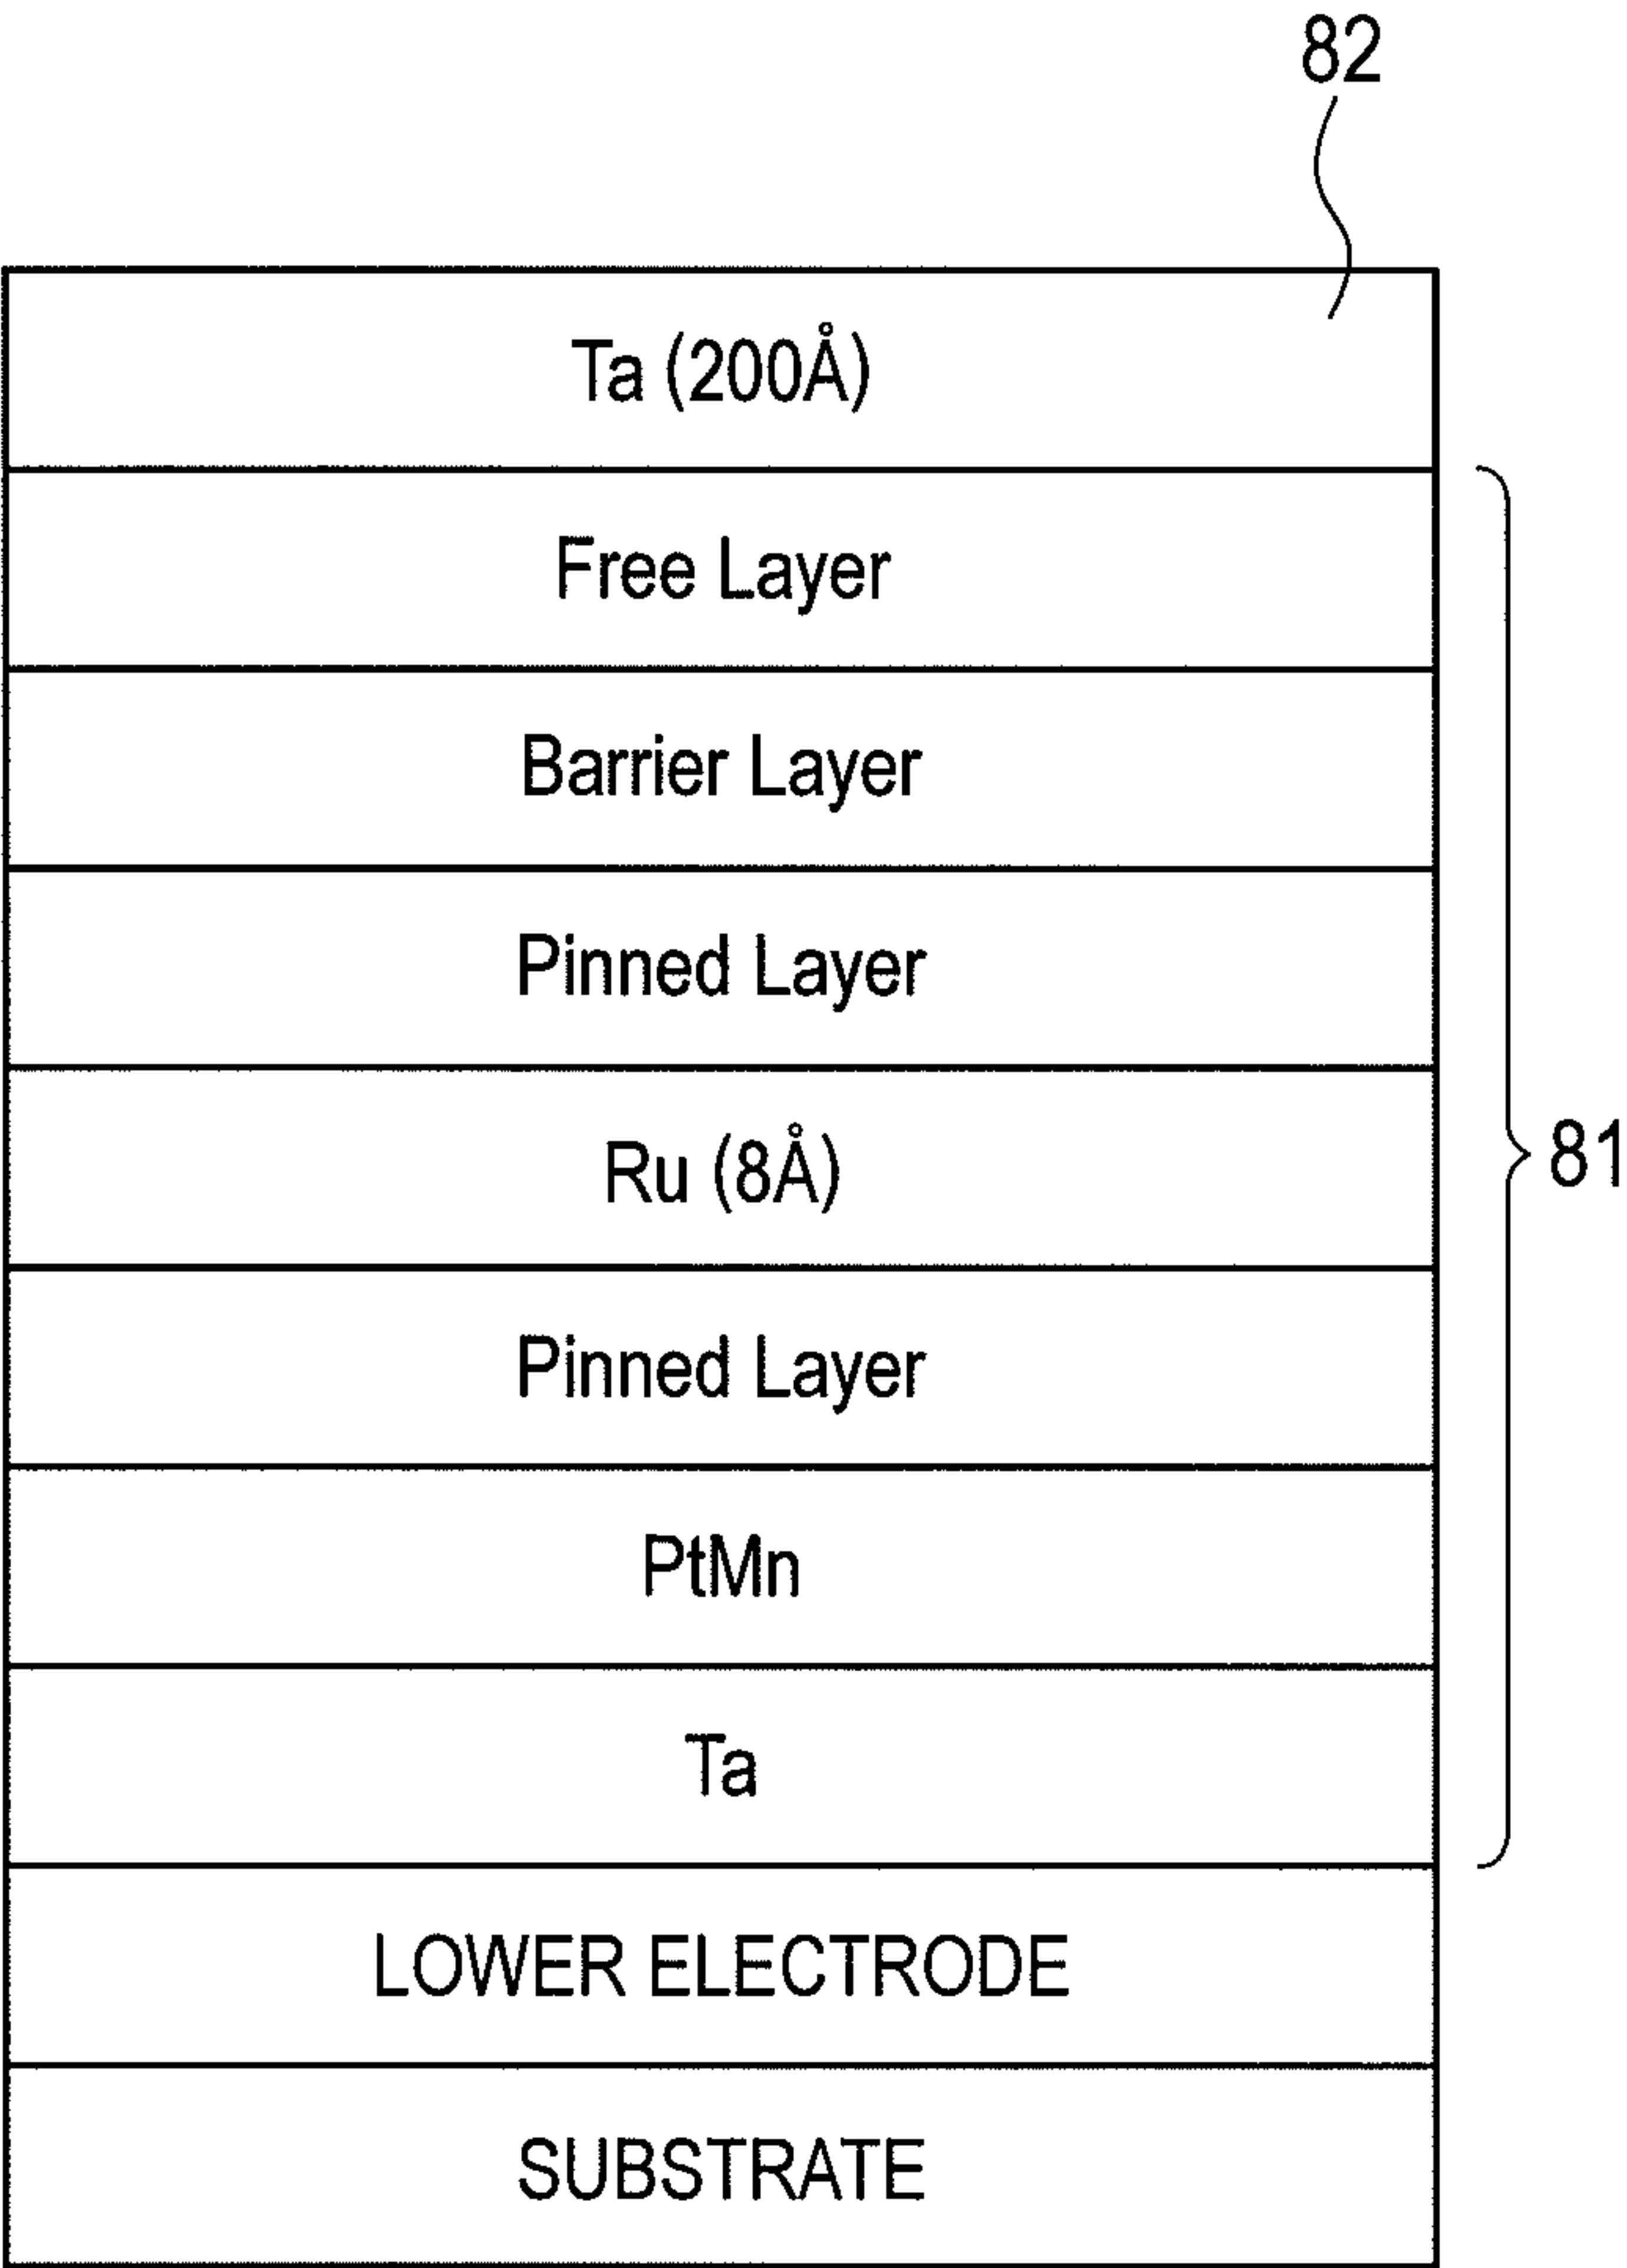 82
Ta (200Å)
Free Layer
Barrier Layer
Pinned Layer
Ru (8Å)
81
Pinned Layer
PtMn
Ta
LOWER ELECTRODE
SUBSTRATE